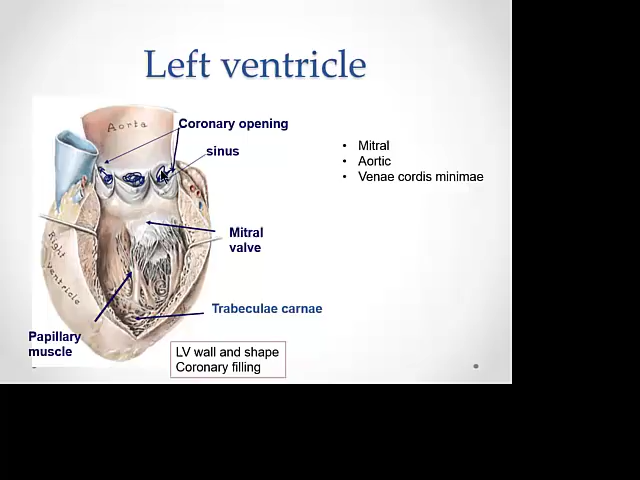 Left ventricle
Aorta
Coronary opening
sinus
Mitral
valve
Right
ventricle
Trabeculae carnae
Papillary
muscle
LV wall and shape
Coronary filling
• Mitral
• Aortic
• Venae cordis minimae